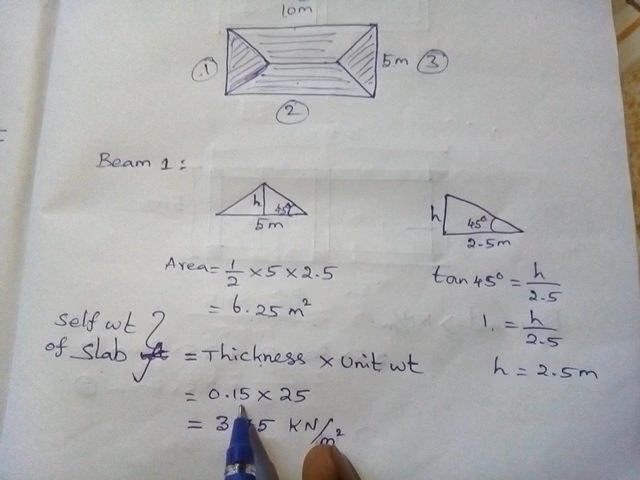 10m
1
5m 3
2
Beam 1:
h 45°
5m
h 45°
2.5m
Area = 1/2 × 5 × 2.5
= 6.25 m²
tan 45° = h/2.5
1 = h/2.5
h = 2.5m
Self wt
of Slab = Thickness × Unit wt
= 0.15 × 25
= 3 5 KN/m²